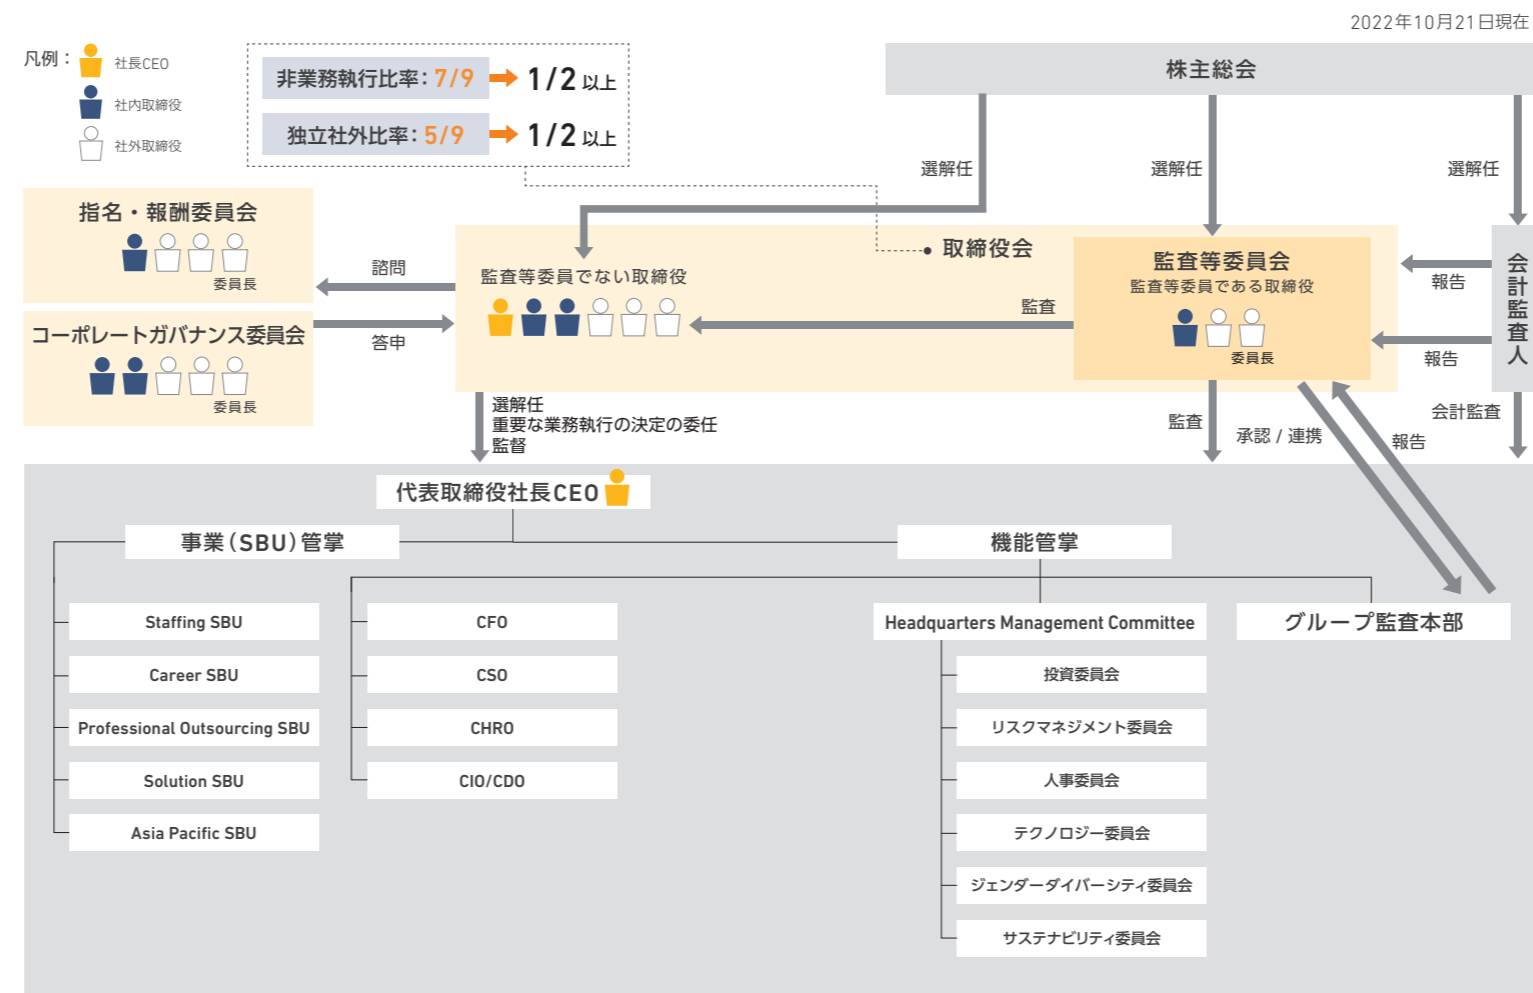 2022年10月21日現在
凡例：
社長CEO
社内取締役
社外取締役
非業務執行比率：7/9 1/2 以上
独立社外比率：5/9 1/2 以上
株主総会
選解任
選解任
選解任
指名・報酬委員会
委員長
コーポレートガバナンス委員会
委員長
諮問
答申
取締役会
監査等委員でない取締役
監査
監査等委員会
監査等委員である取締役
委員長
報告
報告
会計監査人
選解任
重要な業務執行の決定の委任
監督
監査
承認 / 連携
報告
会計監査
代表取締役社長CEO
事業（SBU）管掌
機能管掌
Staffing SBU
Career SBU
Professional Outsourcing SBU
Solution SBU
Asia Pacific SBU
CFO
CSO
CHRO
CIO/CDO
Headquarters Management Committee
投資委員会
リスクマネジメント委員会
人事委員会
テクノロジー委員会
ジェンダーダイバーシティ委員会
サステナビリティ委員会
グループ監査本部